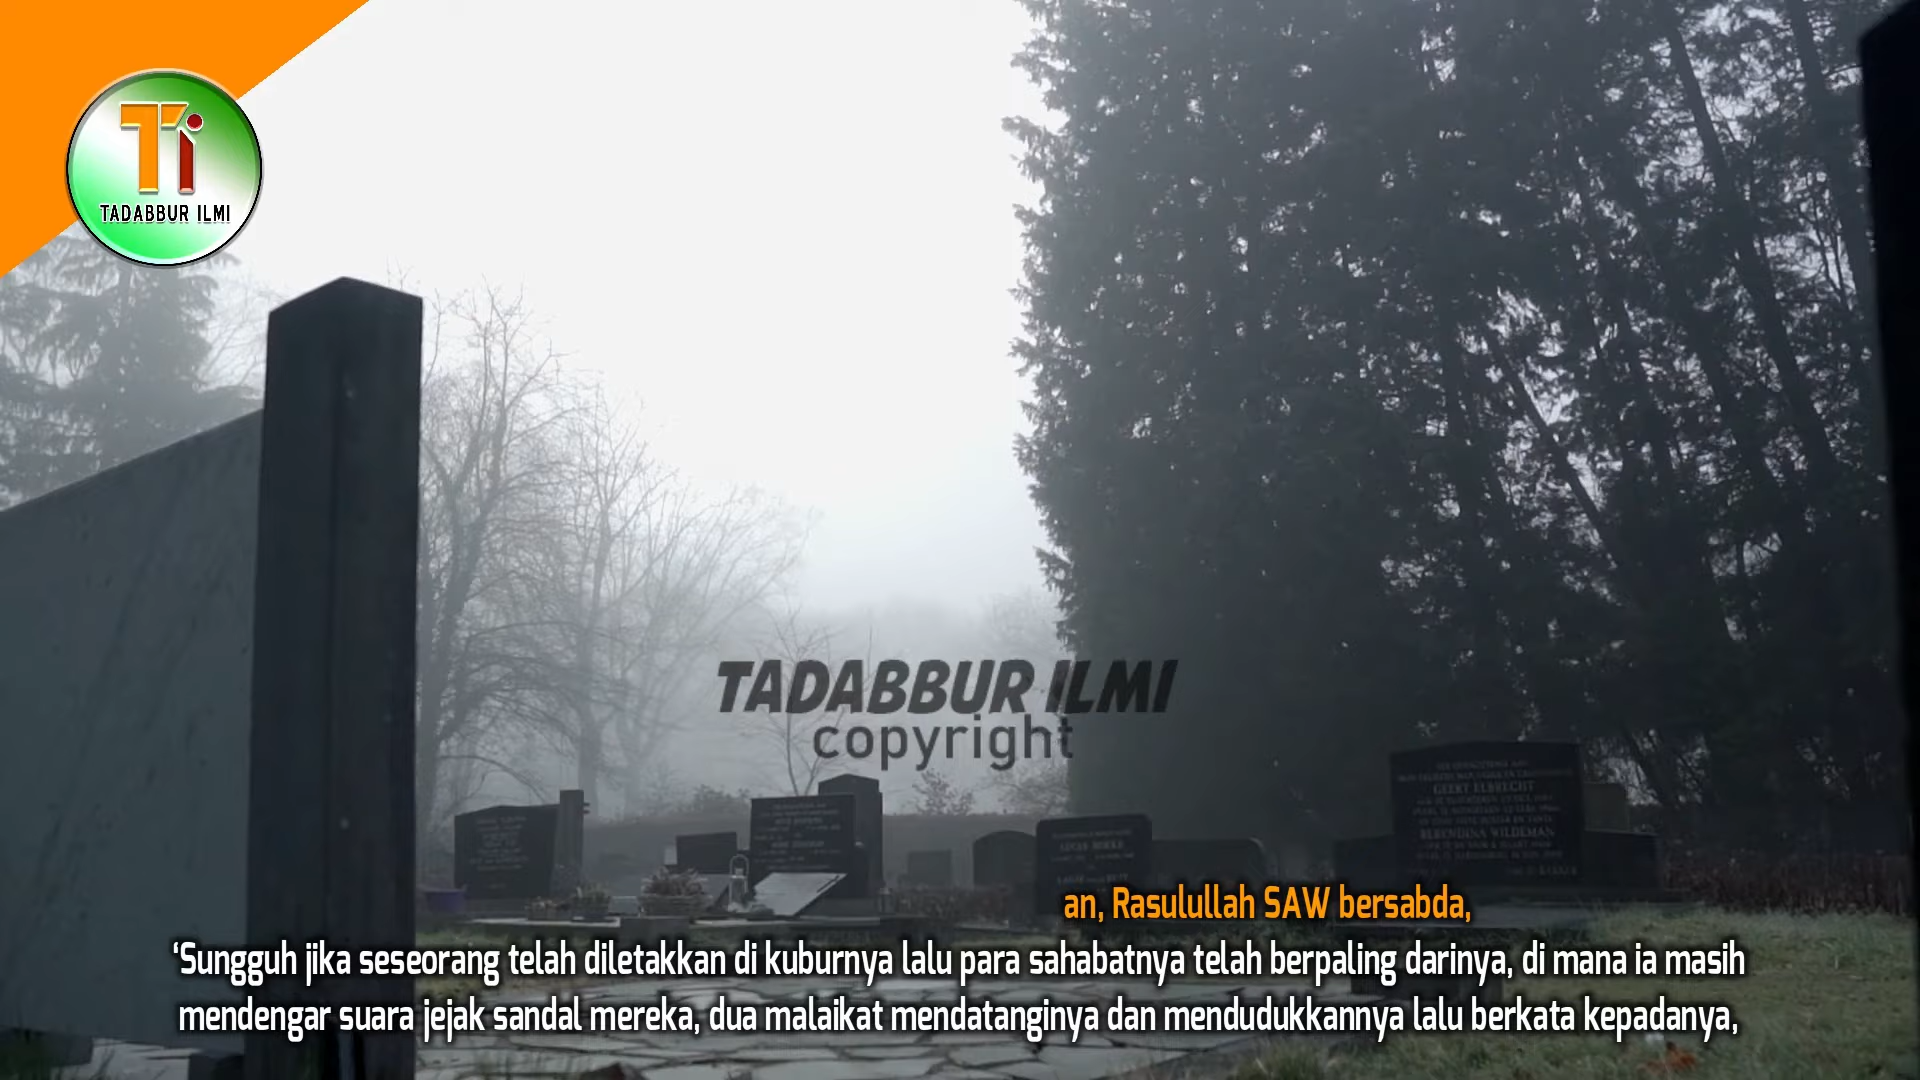 Ti
TADABBUR ILMI
TADABBUR ILMI
copyright
GEERT ELBRECHT
BERENDINA WILDEMAN
an, Rasulullah SAW bersabda,
‘Sungguh jika seseorang telah diletakkan di kuburnya lalu para sahabatnya telah berpaling darinya, di mana ia masih
mendengar suara jejak sandal mereka, dua malaikat mendatanginya dan mendudukkannya lalu berkata kepadanya,